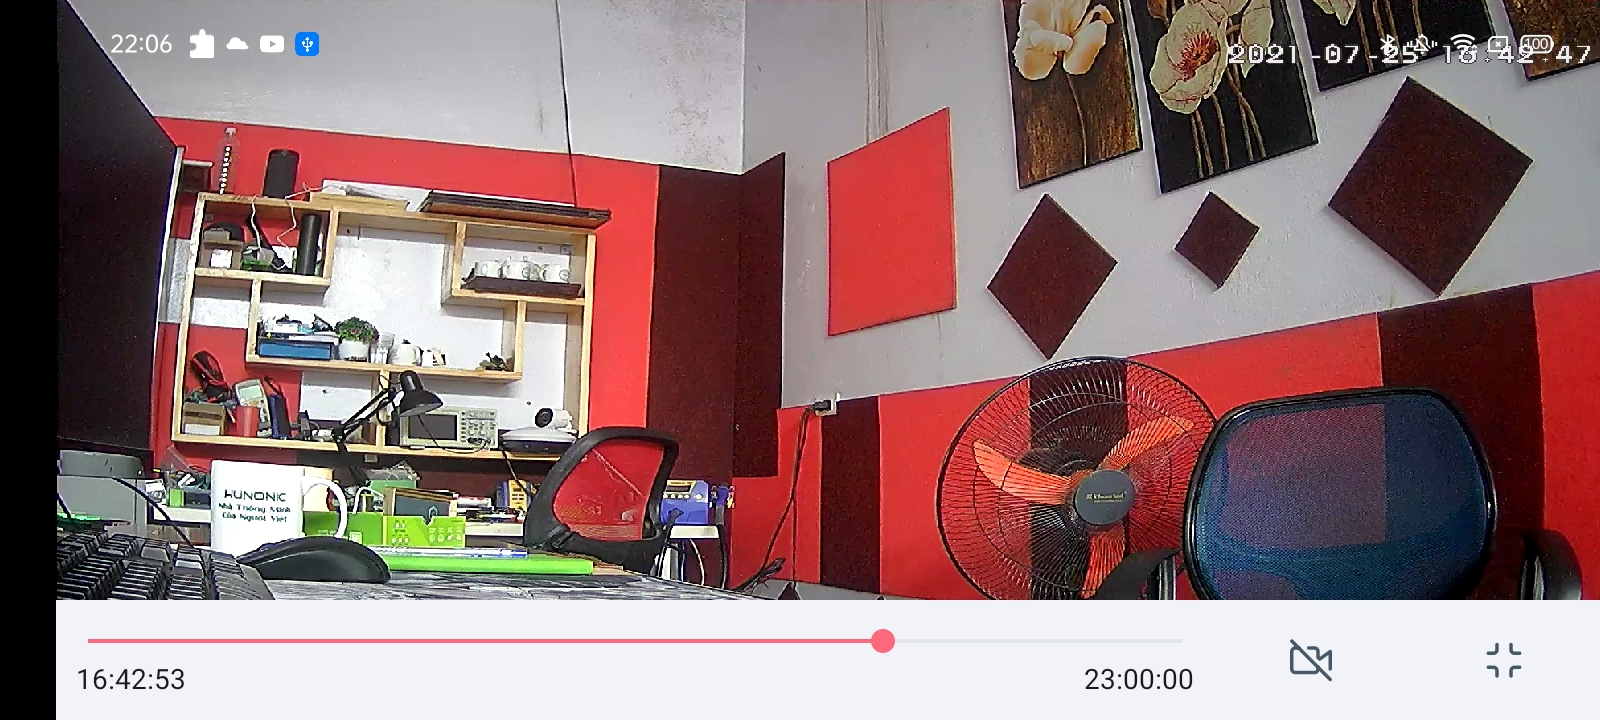 22:06
100
2021-07-25 16:42:47
HUNONIC
Nhà Thông Minh
Của Người Việt
16:42:53
23:00:00